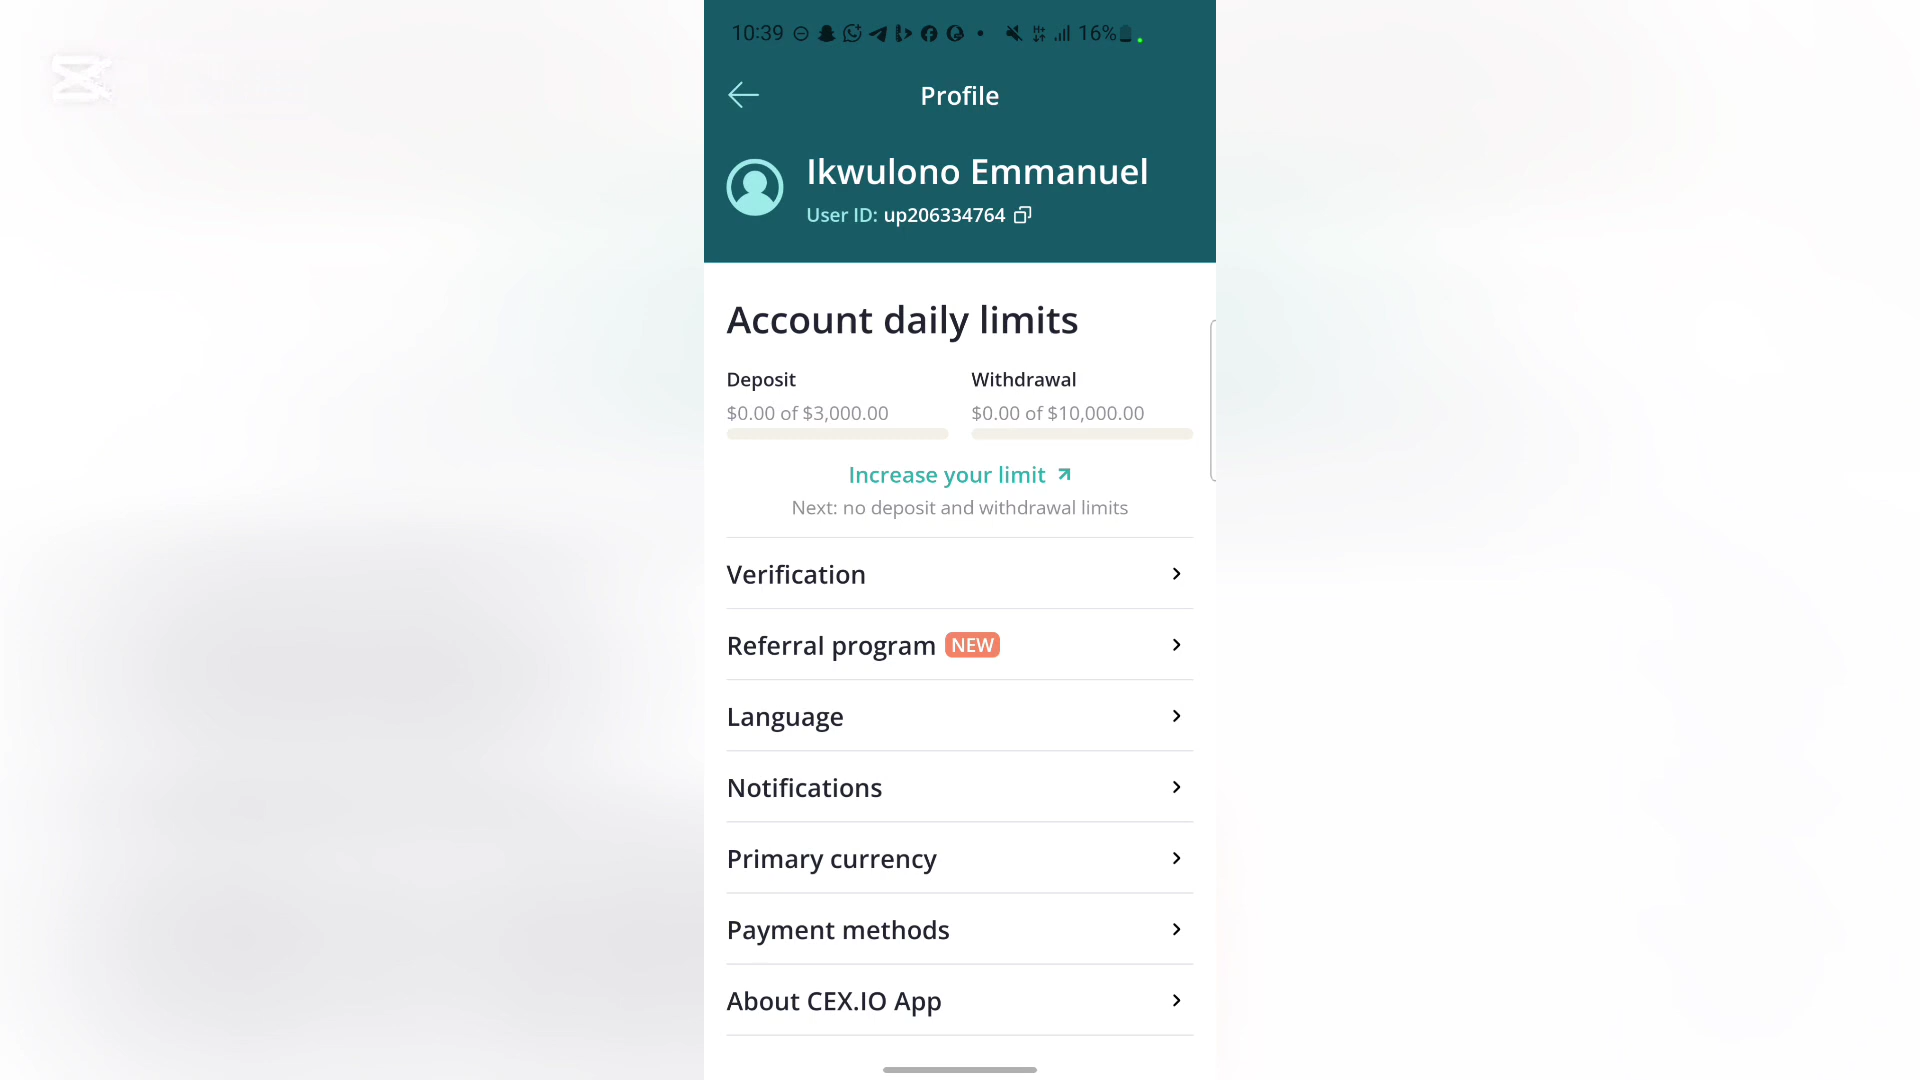 10:39 16%
Profile
Ikwulono Emmanuel
User ID: up206334764
Account daily limits
Deposit Withdrawal
$0.00 of $3,000.00 $0.00 of $10,000.00
Increase your limit
Next: no deposit and withdrawal limits
Verification
Referral program NEW
Language
Notifications
Primary currency
Payment methods
About CEX.IO App